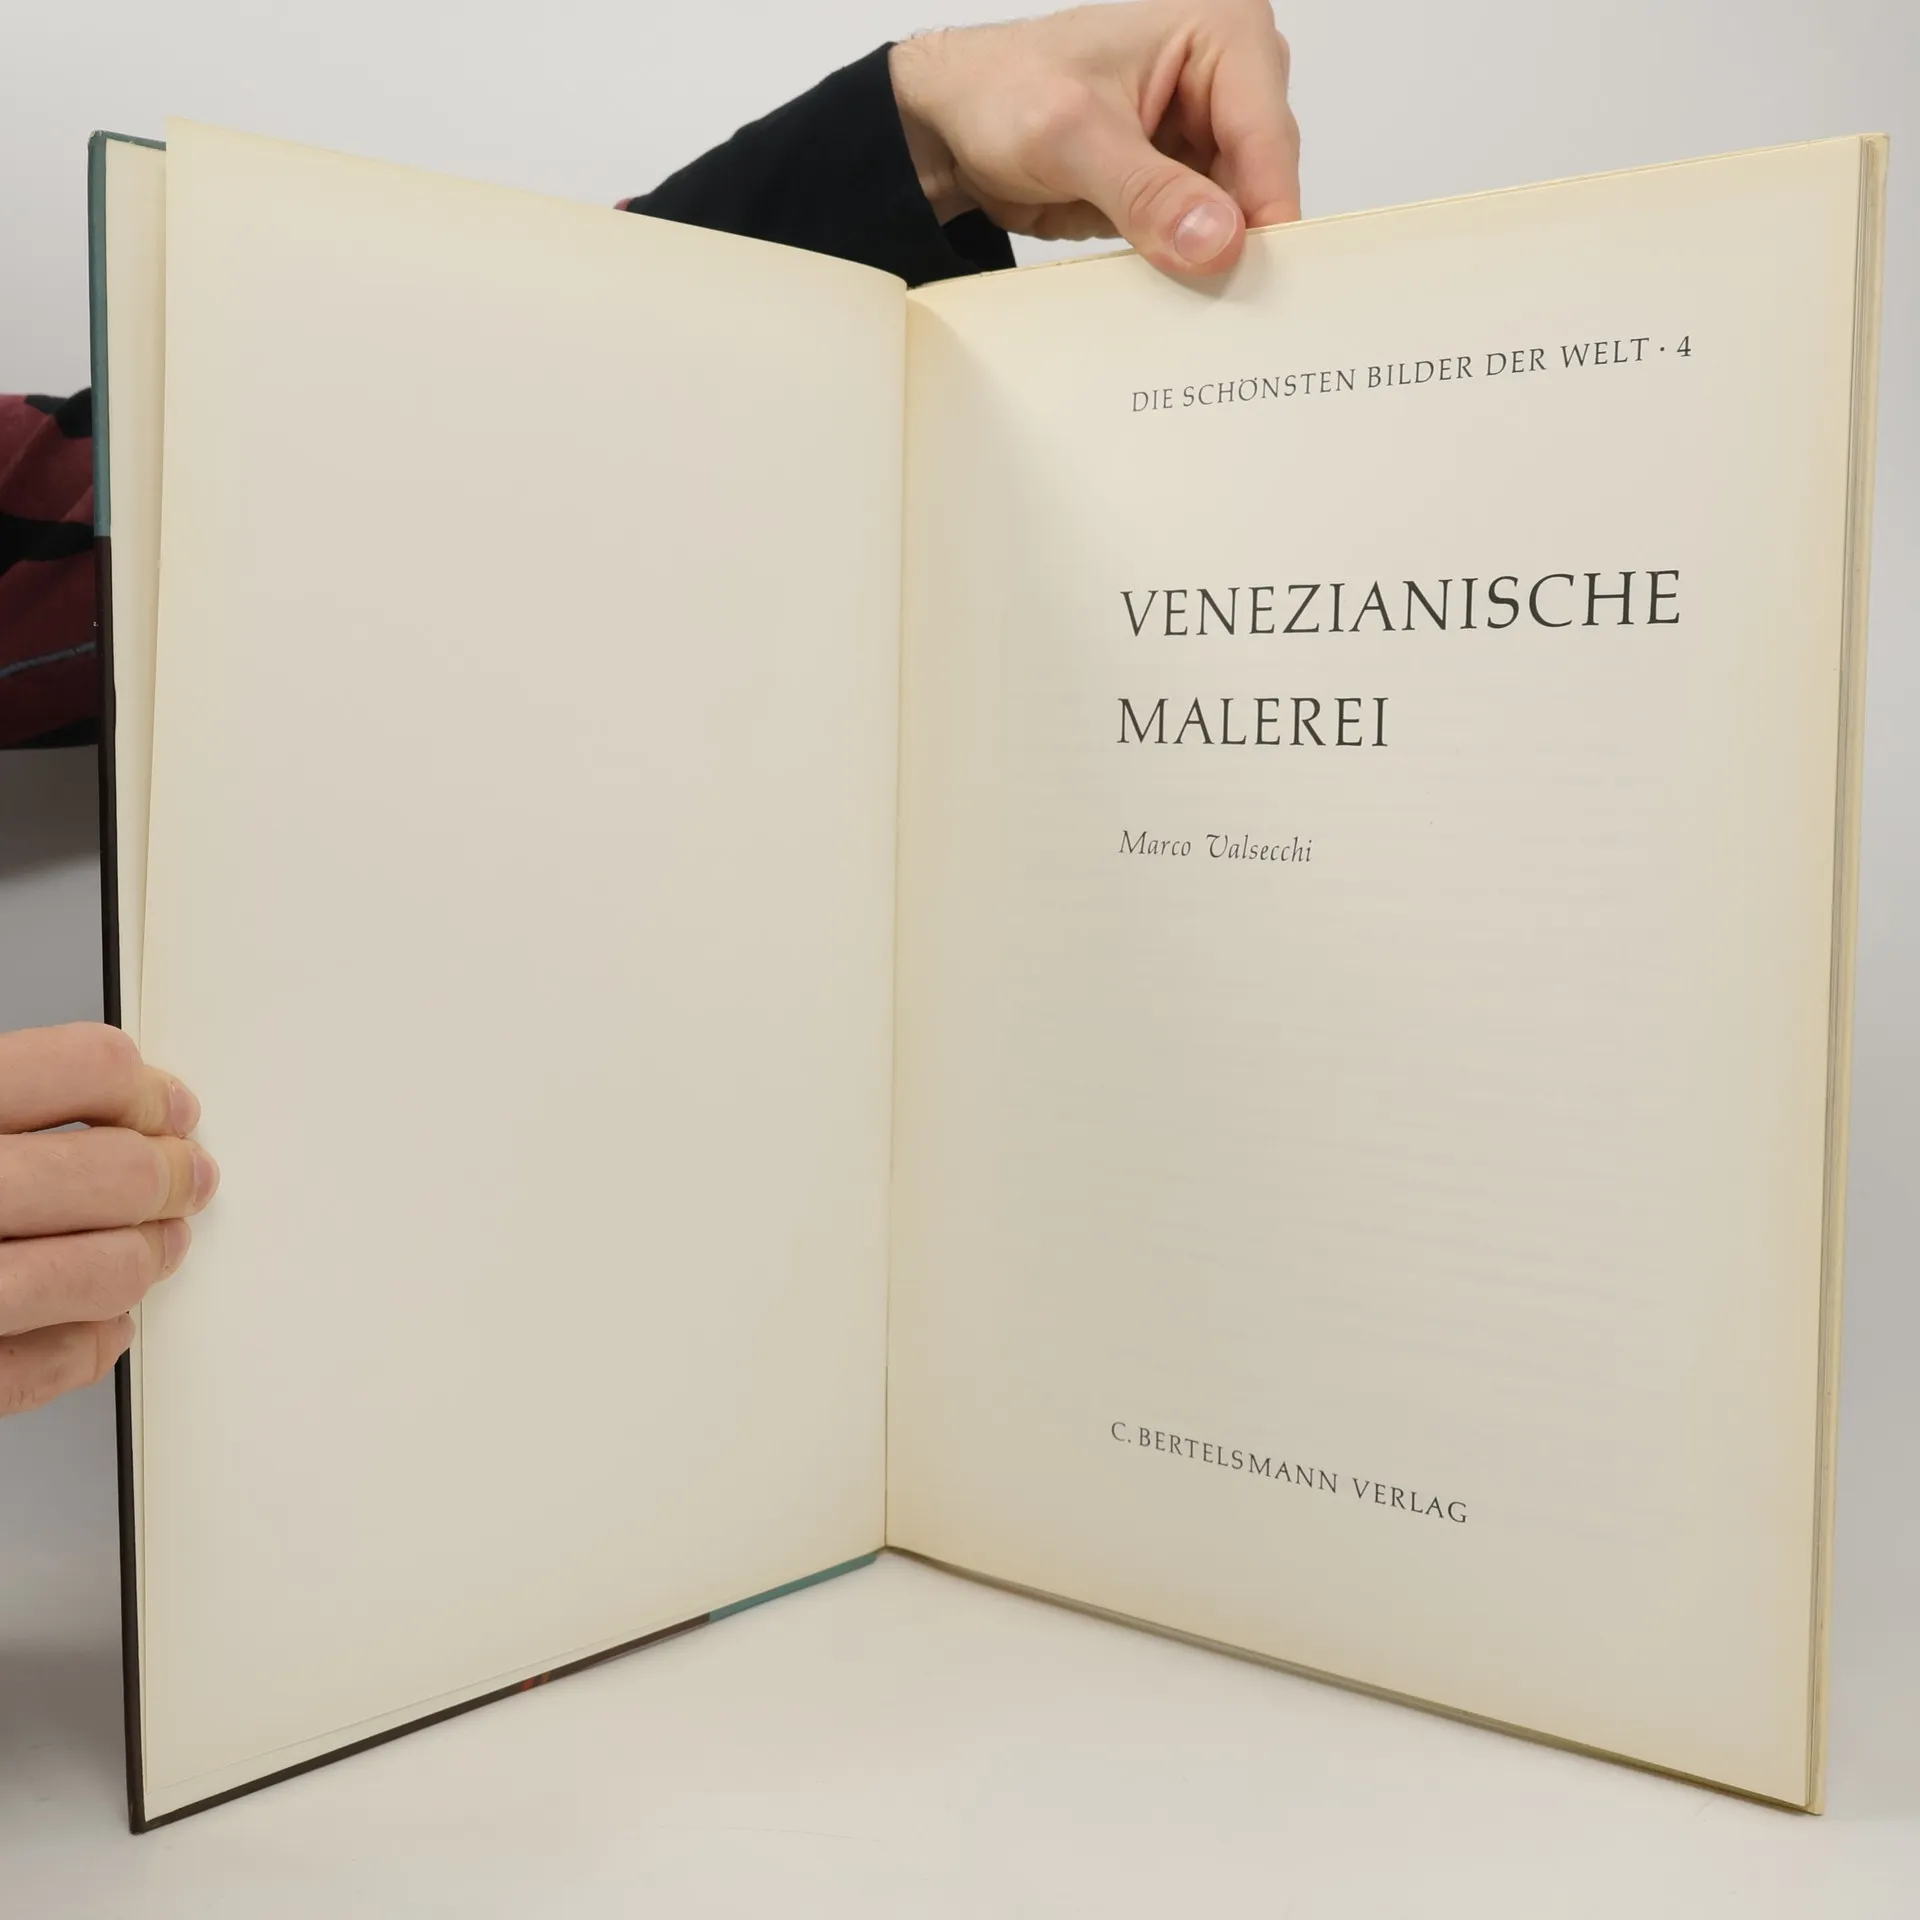 DIE SCHÖNSTEN BILDER DER WELT · 4
VENEZIANISCHE
MALEREI
Marco Valsecchi
C. BERTELSMANN VERLAG